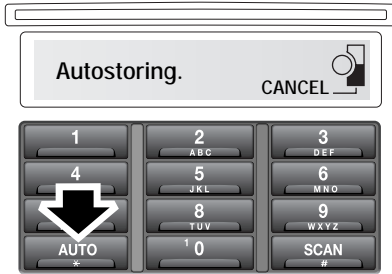 Autostoring.
CANCEL
1 2 3
ABC DEF
4 5 6
JKL MNO
8 9
TUV WXYZ
AUTO 1 0 SCAN
* #